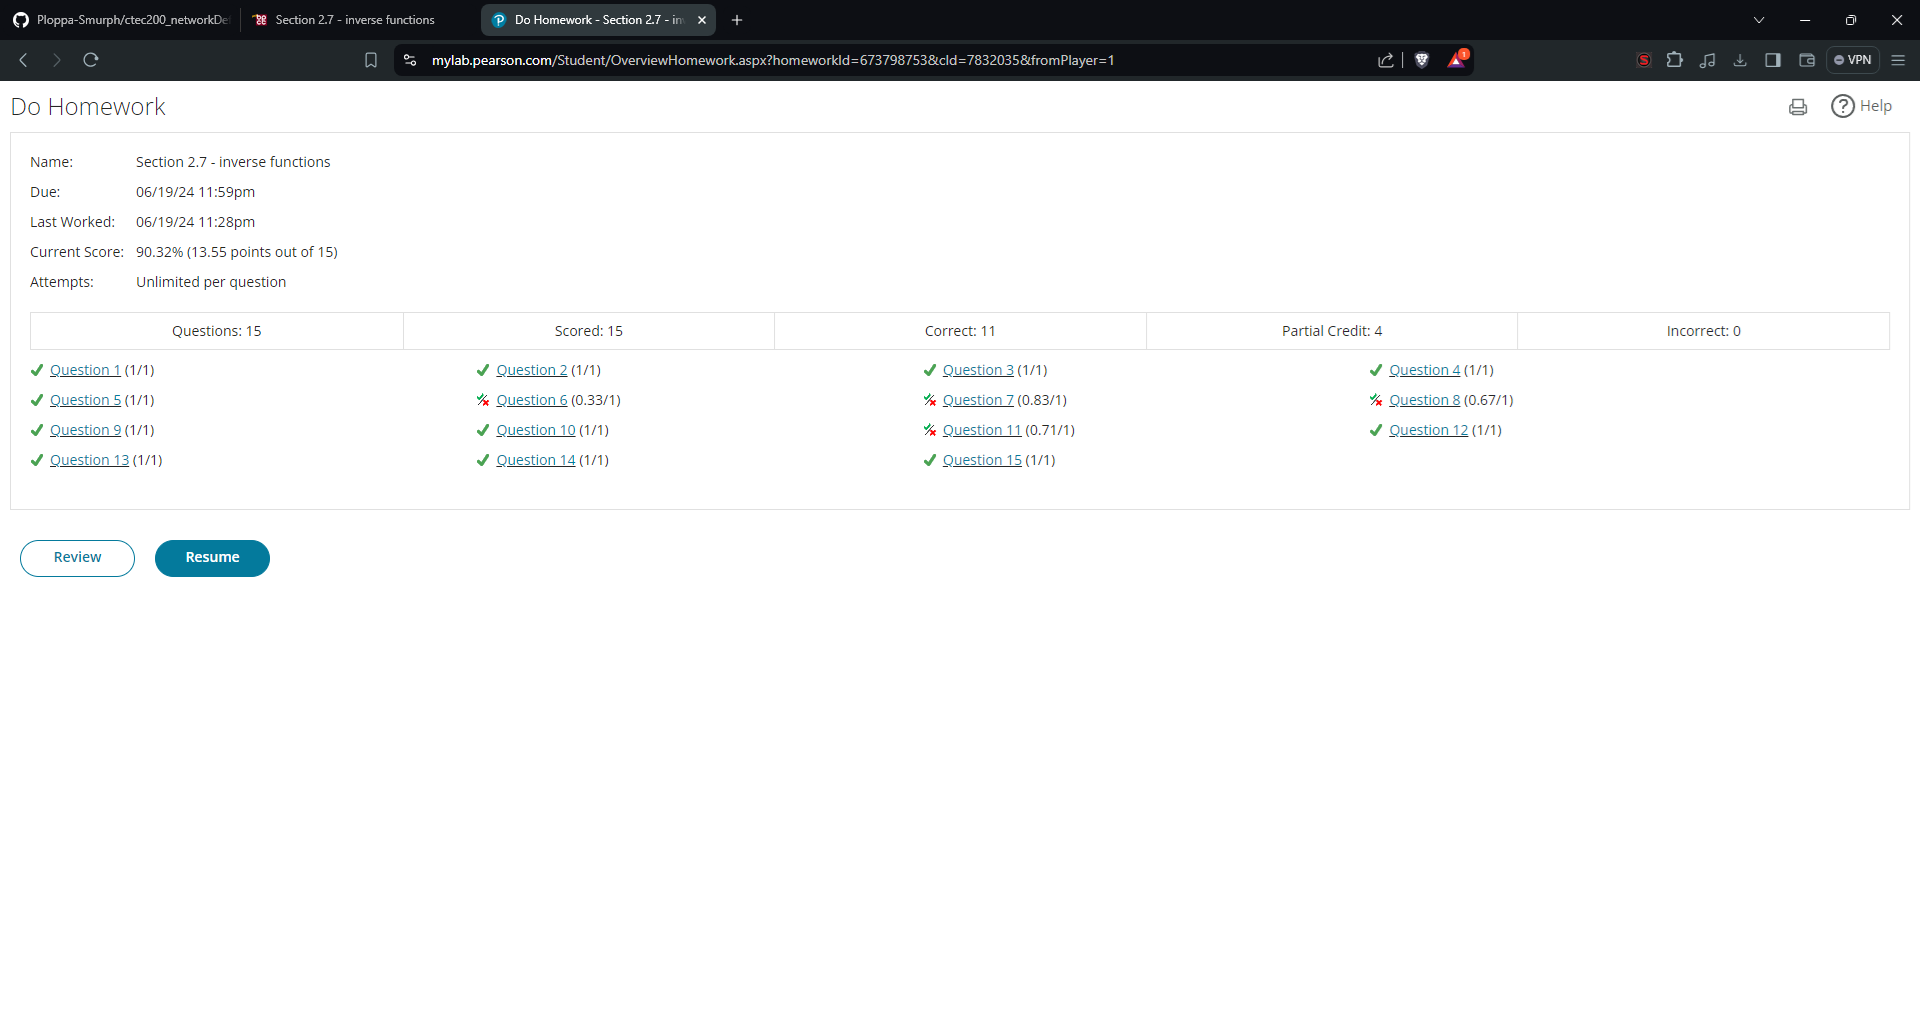 Ploppa-Smurph/ctec200_networkDe
Section 2.7 - inverse functions
Do Homework - Section 2.7 - in
mylab.pearson.com/Student/OverviewHomework.aspx?homeworkId=673798753&cId=7832035&fromPlayer=1
1
VPN
Do Homework
Help
Name: Section 2.7 - inverse functions
Due: 06/19/24 11:59pm
Last Worked: 06/19/24 11:28pm
Current Score: 90.32% (13.55 points out of 15)
Attempts: Unlimited per question
Questions: 15 Scored: 15 Correct: 11 Partial Credit: 4 Incorrect: 0
Question 1 (1/1) Question 2 (1/1) Question 3 (1/1) Question 4 (1/1)
Question 5 (1/1) Question 6 (0.33/1) Question 7 (0.83/1) Question 8 (0.67/1)
Question 9 (1/1) Question 10 (1/1) Question 11 (0.71/1) Question 12 (1/1)
Question 13 (1/1) Question 14 (1/1) Question 15 (1/1)
Review Resume